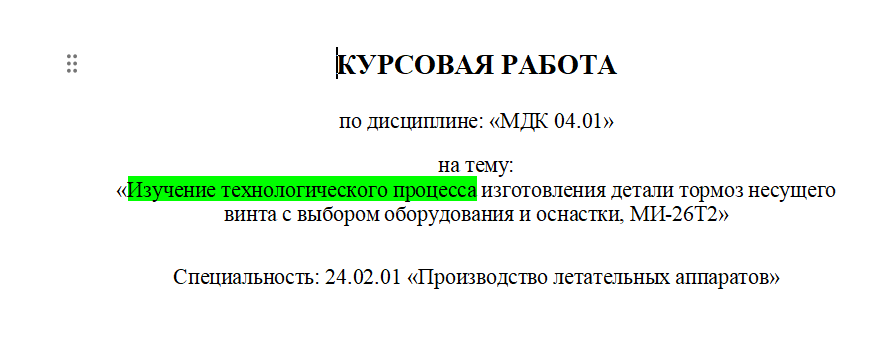 КУРСОВАЯ РАБОТА
по дисциплине: «МДК 04.01»
на тему:
«Изучение технологического процесса изготовления детали тормоз несущего
винта с выбором оборудования и оснастки, МИ-26Т2»
Специальность: 24.02.01 «Производство летательных аппаратов»